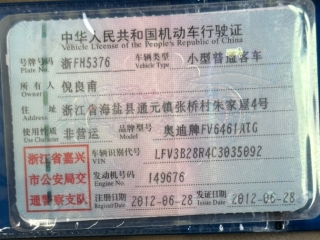 中华人民共和国机动车行驶证
Vehicle License of the People's Republic of China
号牌号码 浙FM5376 车辆类型 小型普通客车
Plate No. Vehicle Type
所有人 倪良甫
Owner
住址 浙江省海盐县通元镇张桥村朱家堰4号
Address
使用性质 非营运 品牌型号 奥迪牌FV6461ATG
Use Character Model
浙江省嘉兴
市公安局交
通警察支队
车辆识别代号 LFV3B28R4C3035092
VIN
发动机号码 149676
Engine No.
注册日期 2012-06-28 发证日期 2012-06-28
Register Date Issue Date